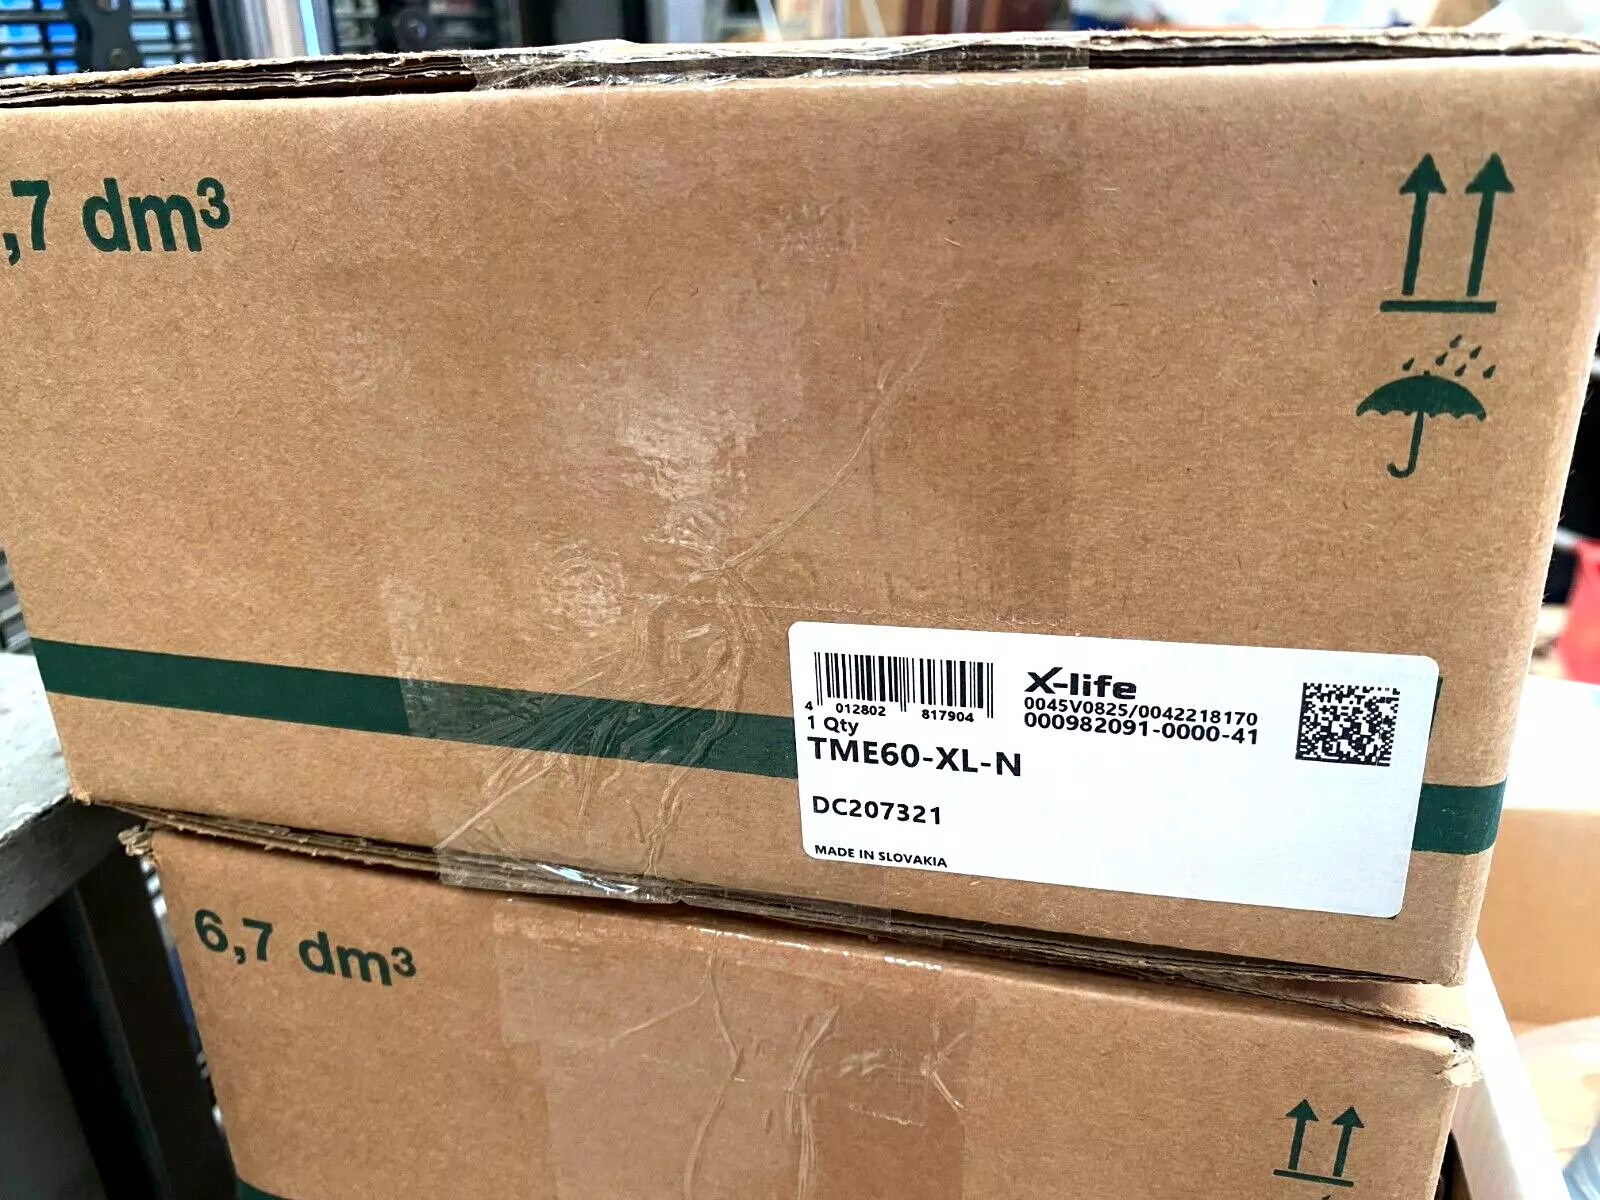 ,7 dm³
4 012802 817904
1 Qty
X-life
0045V0825/0042218170
000982091-0000-41
TME60-XL-N
DC207321
MADE IN SLOVAKIA
6,7 dm³